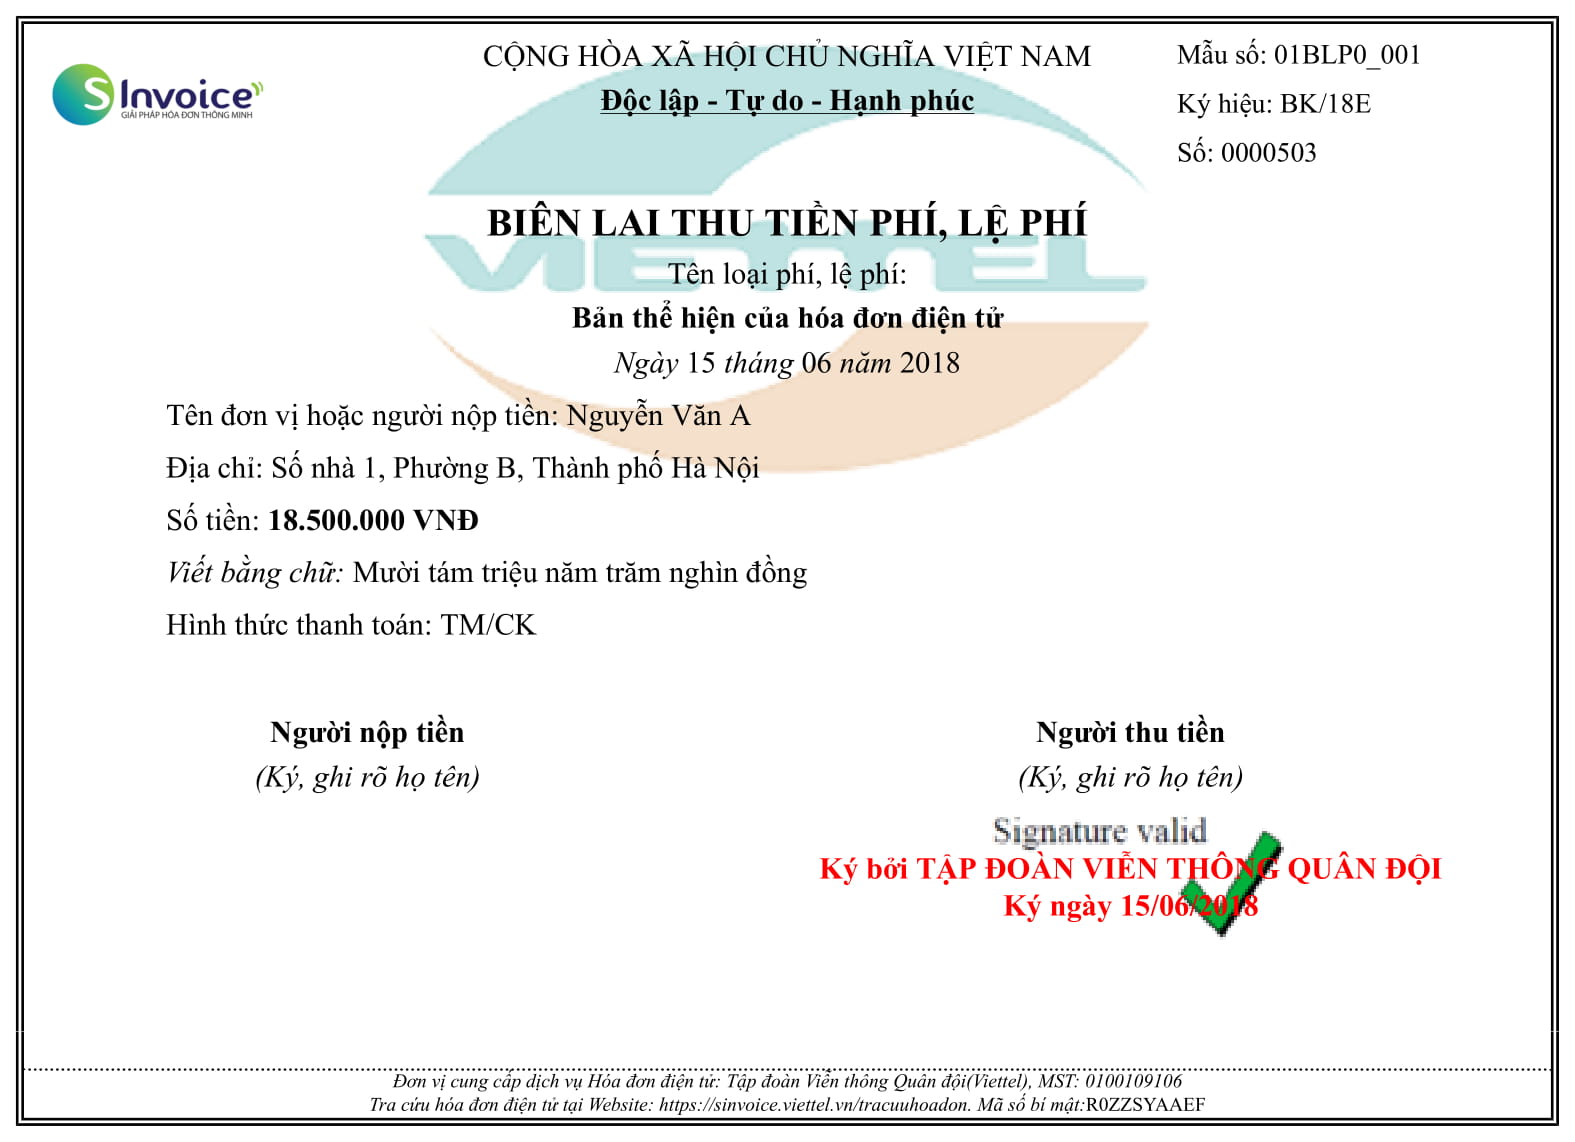 S Invoice
GIẢI PHÁP HÓA ĐƠN THÔNG MINH
CỘNG HÒA XÃ HỘI CHỦ NGHĨA VIỆT NAM
Độc lập - Tự do - Hạnh phúc
Mẫu số: 01BLP0_001
Ký hiệu: BK/18E
Số: 0000503
BIÊN LAI THU TIỀN PHÍ, LỆ PHÍ
VIETTEL
Tên loại phí, lệ phí:
Bản thể hiện của hóa đơn điện tử
Ngày 15 tháng 06 năm 2018
Tên đơn vị hoặc người nộp tiền: Nguyễn Văn A
Địa chỉ: Số nhà 1, Phường B, Thành phố Hà Nội
Số tiền: 18.500.000 VNĐ
Viết bằng chữ: Mười tám triệu năm trăm nghìn đồng
Hình thức thanh toán: TM/CK
Người nộp tiền
(Ký, ghi rõ họ tên)
Người thu tiền
(Ký, ghi rõ họ tên)
Signature valid
Ký bởi TẬP ĐOÀN VIỄN THÔNG QUÂN ĐỘI
Ký ngày 15/06/2018
Đơn vị cung cấp dịch vụ Hóa đơn điện tử: Tập đoàn Viễn thông Quân đội(Viettel), MST: 0100109106
Tra cứu hóa đơn điện tử tại Website: https://sinvoice.viettel.vn/tracuuhoadon. Mã số bí mật:R0ZZSYAAEF